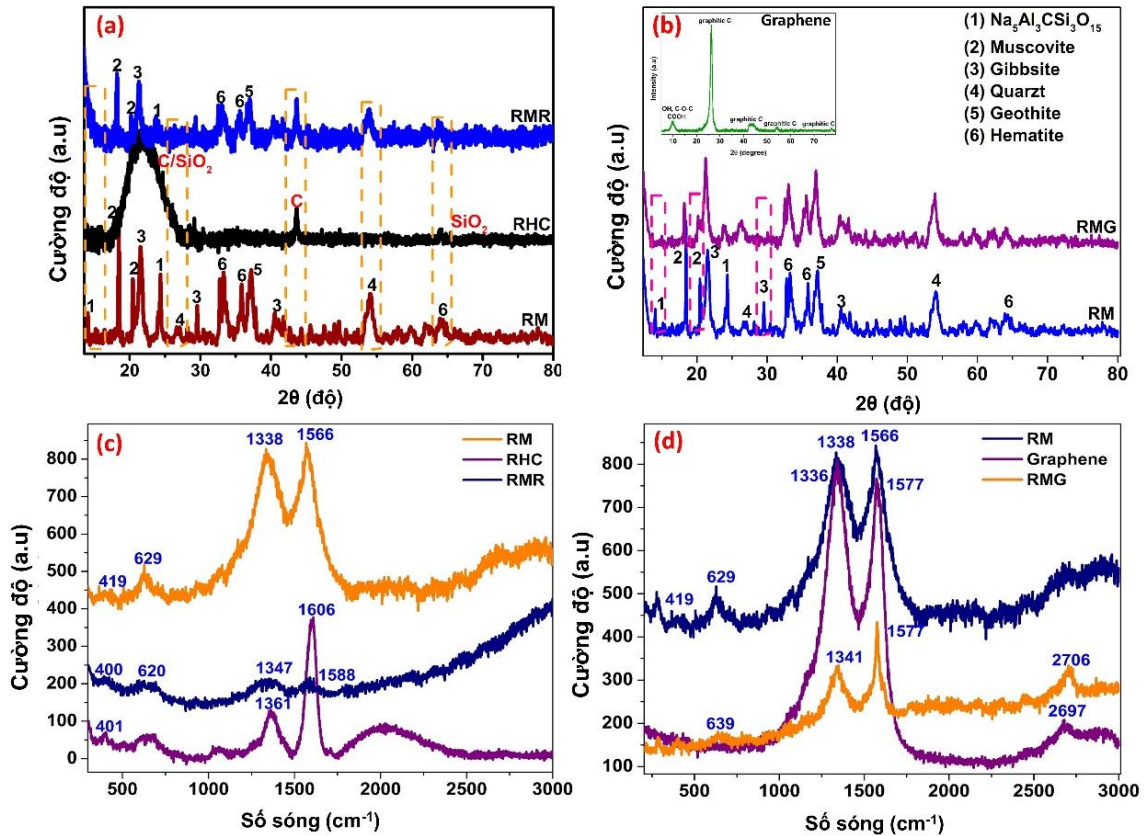 (a)
Cường độ (a.u)
2
3
2
1
6
6
5
RMR
C/SiO₂
C
SiO₂
RHC
2
3
1
2
1
4
3
6
6
5
3
4
6
RM
20
30
40
50
60
70
80
2θ (độ)
(b)
Graphene
graphitic C
OH, C-O-C
COOH
graphitic C
graphitic C
graphitic C
Intensity (a.u)
10
20
30
40
50
60
70
2θ (degree)
(1) Na₅Al₃CSi₃O₁₅
(2) Muscovite
(3) Gibbsite
(4) Quarzt
(5) Geothite
(6) Hematite
Cường độ (a.u)
RMG
1
2
2
3
1
4
3
6
6
5
3
4
6
RM
20
30
40
50
60
70
80
2θ (độ)
(c)
1338
1566
RM
RHC
RMR
419
629
1606
400
620
1347
1588
401
1361
Cường độ (a.u)
800
700
600
500
400
300
200
100
0
500
1000
1500
2000
2500
3000
Số sóng (cm⁻¹)
(d)
1338
1566
1336
1577
RM
Graphene
RMG
419
629
1577
1341
639
2706
2697
Cường độ (a.u)
800
700
600
500
400
300
200
100
500
1000
1500
2000
2500
3000
Số sóng (cm⁻¹)